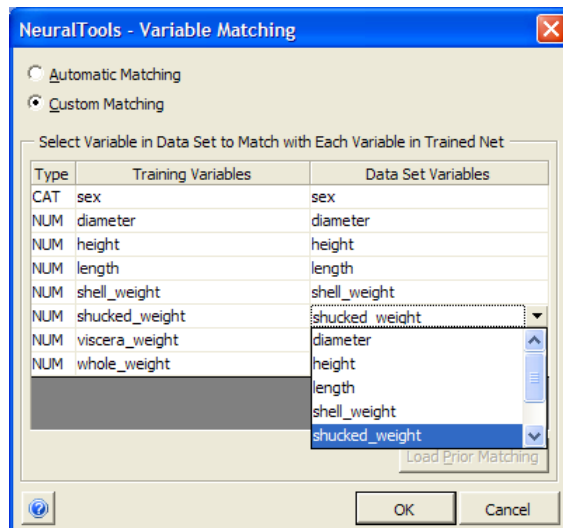 NeuralTools - Variable Matching
Automatic Matching
Custom Matching
Select Variable in Data Set to Match with Each Variable in Trained Net
Type Training Variables Data Set Variables
CAT sex sex
NUM diameter diameter
NUM height height
NUM length length
NUM shell_weight shell_weight
NUM shucked_weight shucked_weight
NUM viscera_weight diameter
NUM whole_weight height
length
shell_weight
shucked_weight
Load Prior Matching
OK Cancel